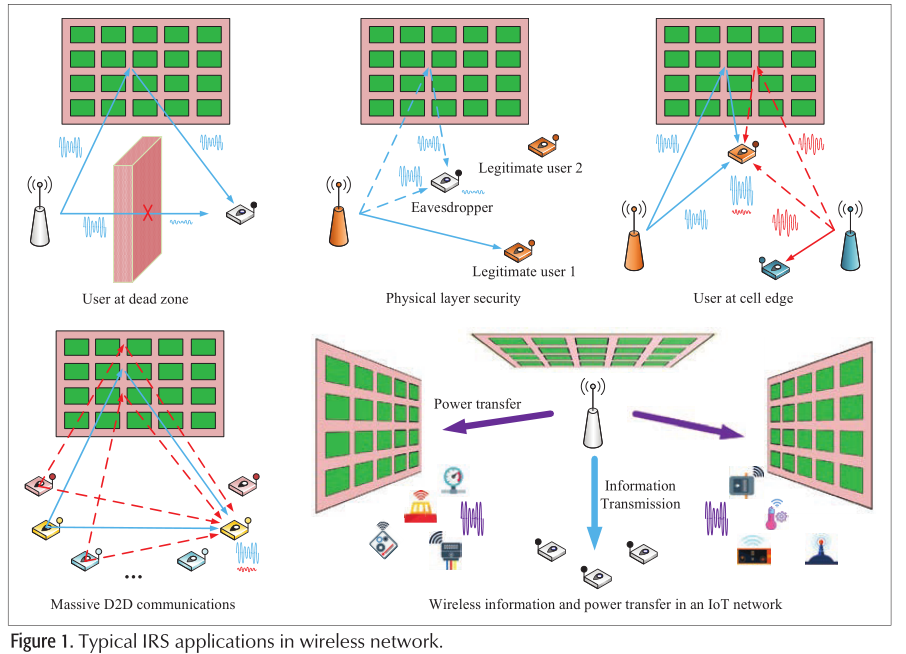 Legitimate user 2
Eavesdropper
Legitimate user 1
User at dead zone
Physical layer security
User at cell edge
Power transfer
Information
Transmission
...
Massive D2D communications
Wireless information and power transfer in an IoT network
Figure 1. Typical IRS applications in wireless network.